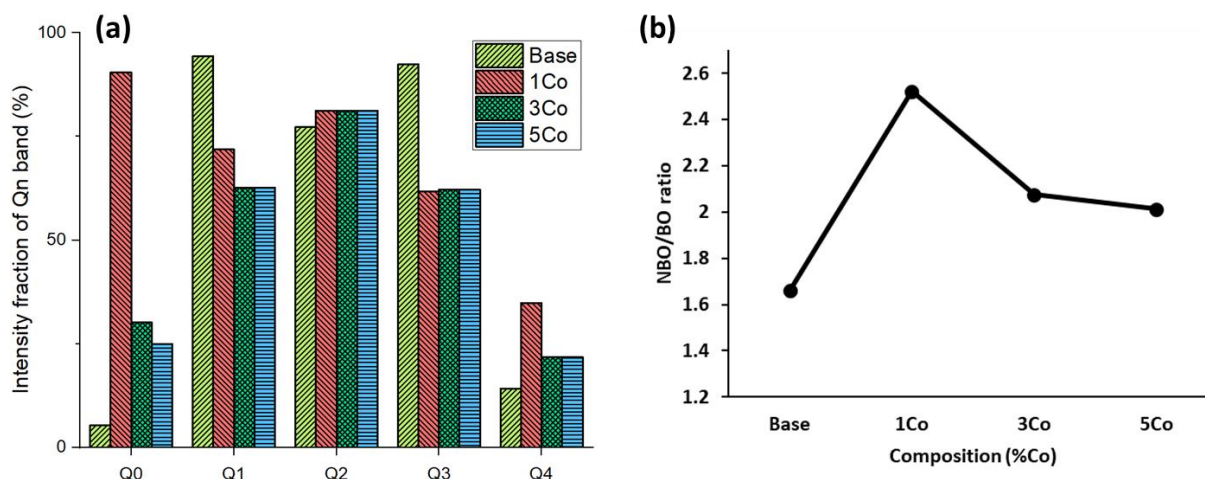 (a)
100
50
0
Intensity fraction of Qn band (%)
Base
1Co
3Co
5Co
Q0 Q1 Q2 Q3 Q4
(b)
2.6
2.4
2.2
2
1.8
1.6
1.4
1.2
NBO/BO ratio
Base 1Co 3Co 5Co
Composition (%Co)